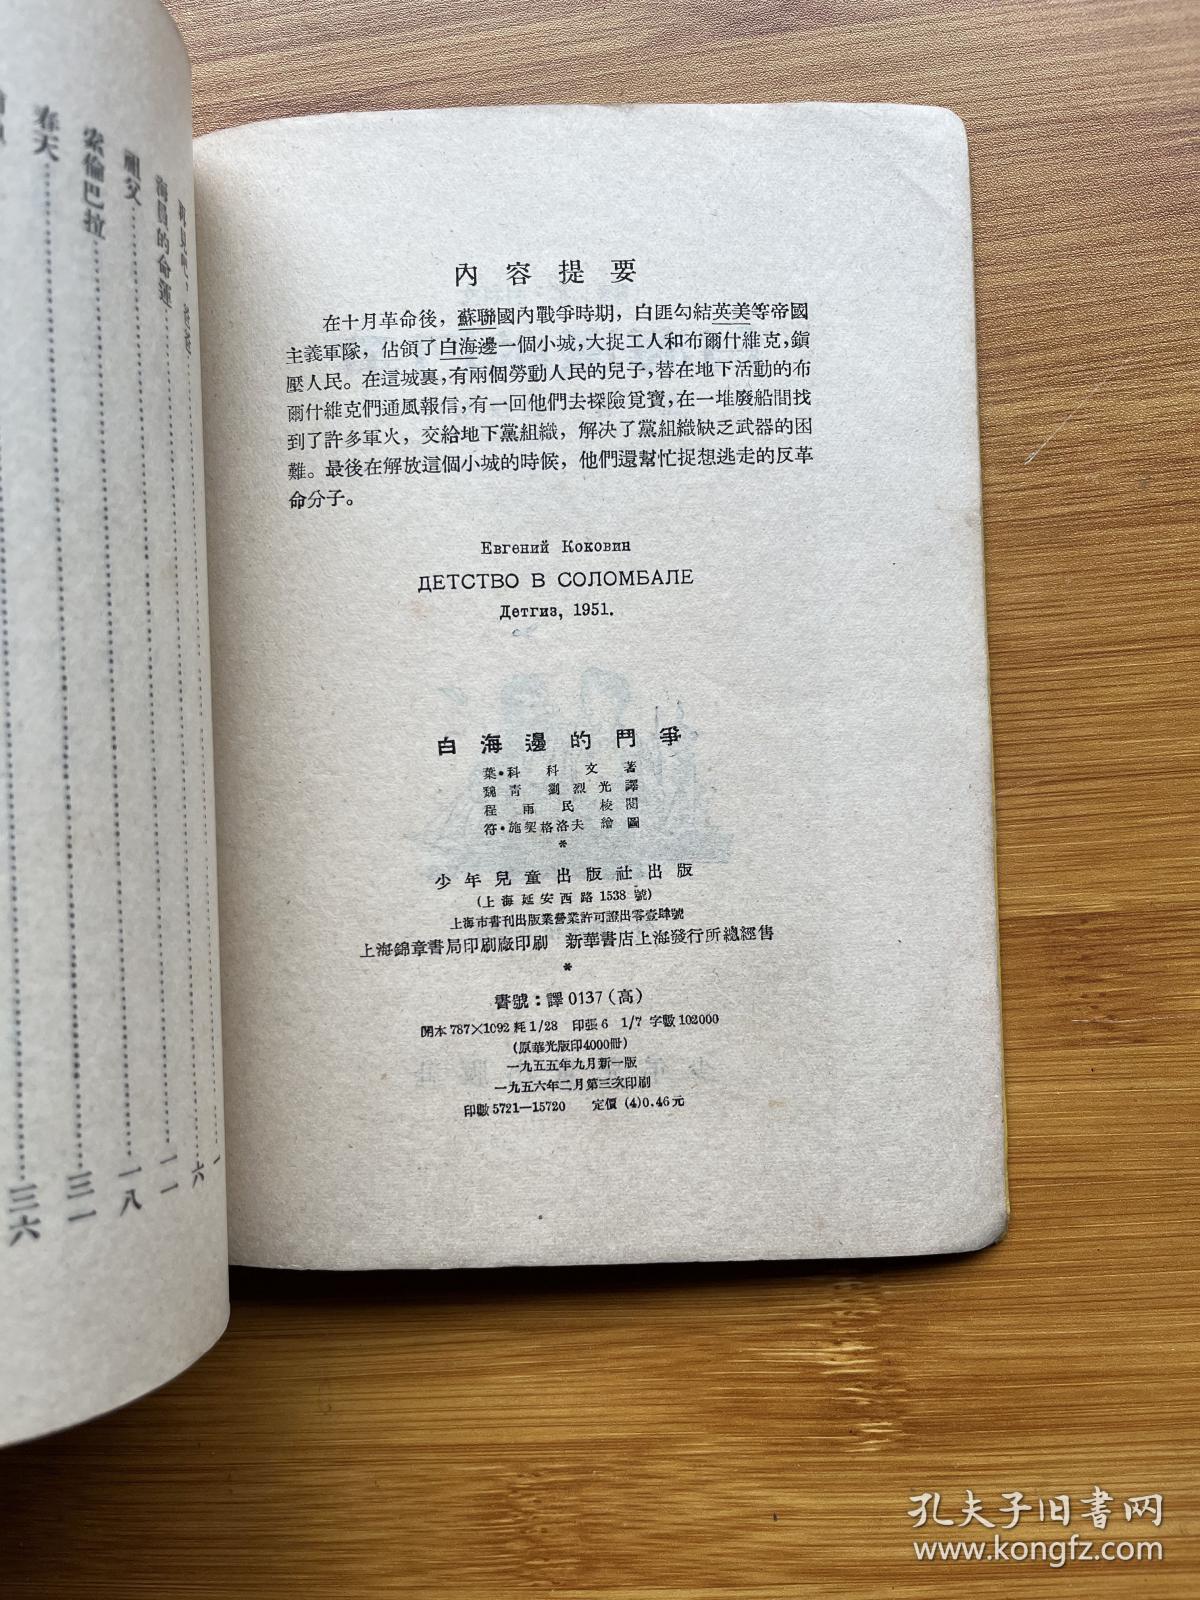 內容提要
在十月革命後，蘇聯國內戰爭時期，白匪勾結英美等帝國
主義軍隊，佔領了白海邊一個小城，大捉工人和布爾什維克，鎭
壓人民。在這城裏，有兩個勞動人民的兒子，替在地下活動的布
爾什維克們通風報信，有一回他們去探險覓寶，在一堆廢船間找
到了許多軍火，交給地下黨組織，解决了黨組織缺乏武器的困
難。最後在解放這個小城的時候，他們還幫忙捉想逃走的反革
命分子。
Евгений Коковин
ДЕТСТВО В СОЛОМБАЛЕ
Детгиз, 1951.
白海邊的鬥爭
葉·科科文著
魏青 劉烈光譯
程雨民校閱
符·施契格洛夫 繪圖
*
少年兒童出版社出版
(上海延安西路1538號)
上海市書刊出版業營業許可證出零壹肆號
上海錦章書局印刷廠印刷 新華書店上海發行所總經售
*
書號：譯0137(高)
開本787×1092耗1/28 印張6 1/7 字數102000
(原華光版印4000冊)
一九五五年九月新一版
一九五六年二月第三次印刷
印數5721—15720 定價(4)0.46元
海員的命運 一一
祖父 一八
索倫巴拉 三一
春天 三六
孔夫子旧书网
www.kongfz.com